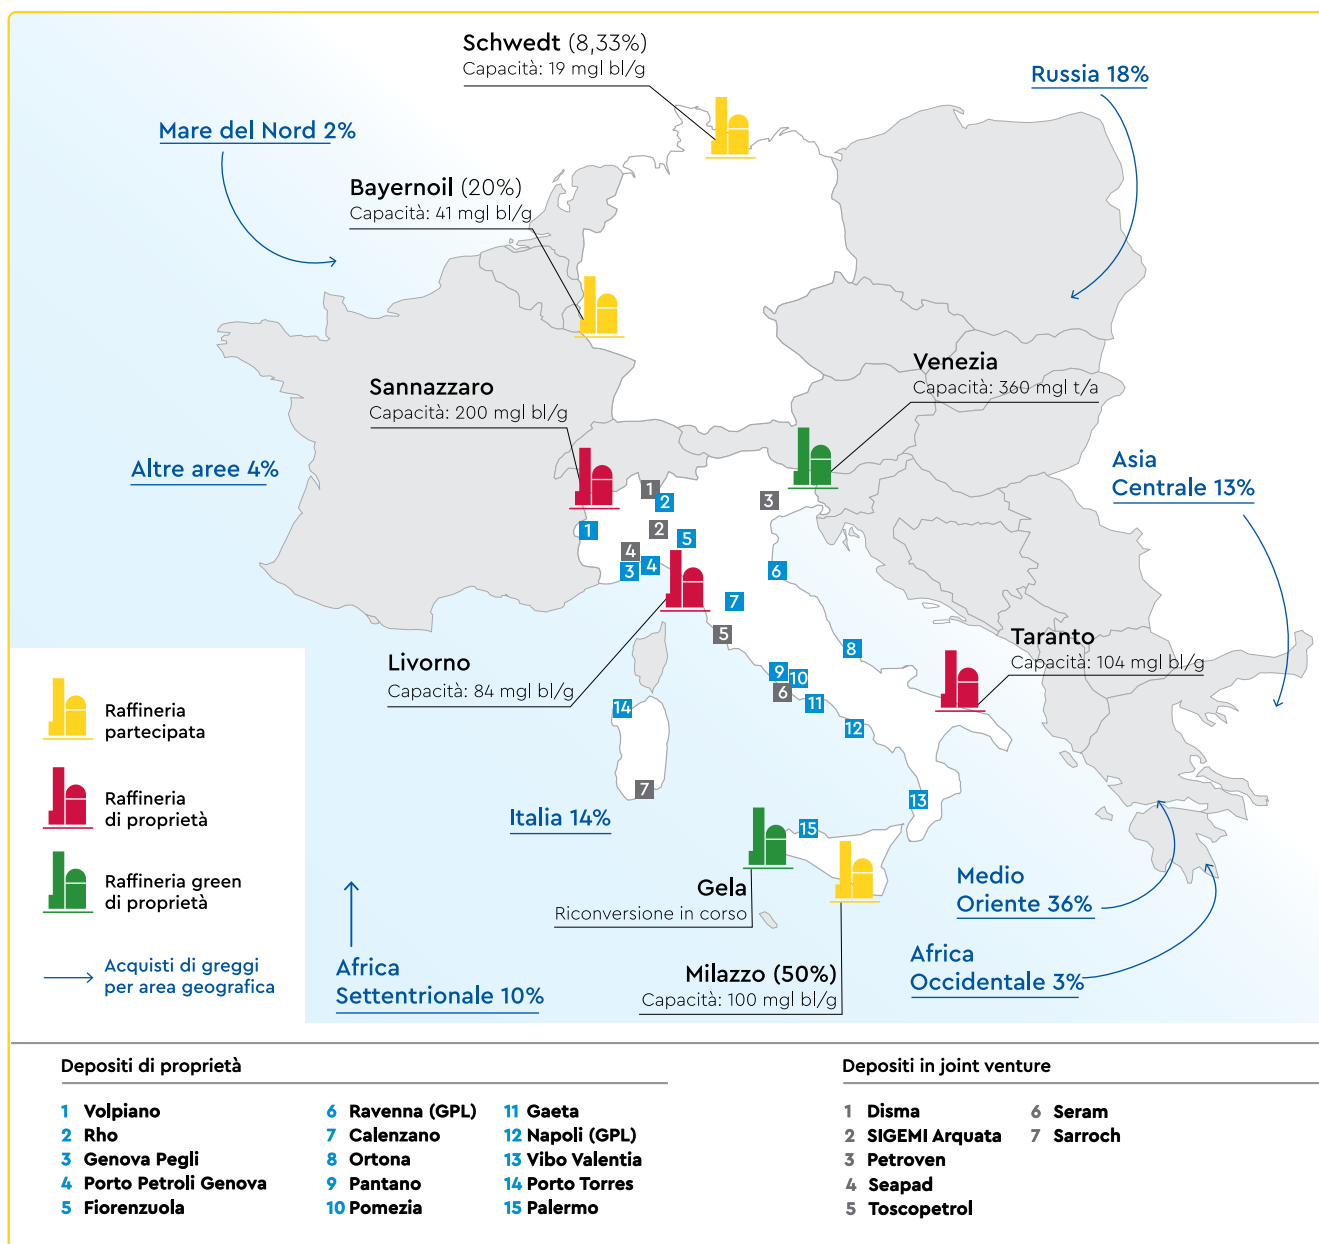 Schwedt (8,33%)
Capacità: 19 mgl bl/g
Russia 18%
Mare del Nord 2%
Bayernoil (20%)
Capacità: 41 mgl bl/g
Venezia
Capacità: 360 mgl t/a
Sannazzaro
Capacità: 200 mgl bl/g
Altre aree 4%
Asia
Centrale 13%
1
2
3
1
2
5
4
4
3
6
7
5
8
9
10
6
11
12
14
7
13
15
Taranto
Capacità: 104 mgl bl/g
Livorno
Capacità: 84 mgl bl/g
Raffineria
partecipata
Raffineria
di proprietà
Raffineria green
di proprietà
Acquisti di greggi
per area geografica
Italia 14%
Gela
Riconversione in corso
Medio
Oriente 36%
Africa
Occidentale 3%
Africa
Settentrionale 10%
Milazzo (50%)
Capacità: 100 mgl bl/g
Depositi di proprietà
1 Volpiano
2 Rho
3 Genova Pegli
4 Porto Petroli Genova
5 Fiorenzuola
6 Ravenna (GPL)
7 Calenzano
8 Ortona
9 Pantano
10 Pomezia
11 Gaeta
12 Napoli (GPL)
13 Vibo Valentia
14 Porto Torres
15 Palermo
Depositi in joint venture
1 Disma
2 SIGEMI Arquata
3 Petroven
4 Seapad
5 Toscopetrol
6 Seram
7 Sarroch